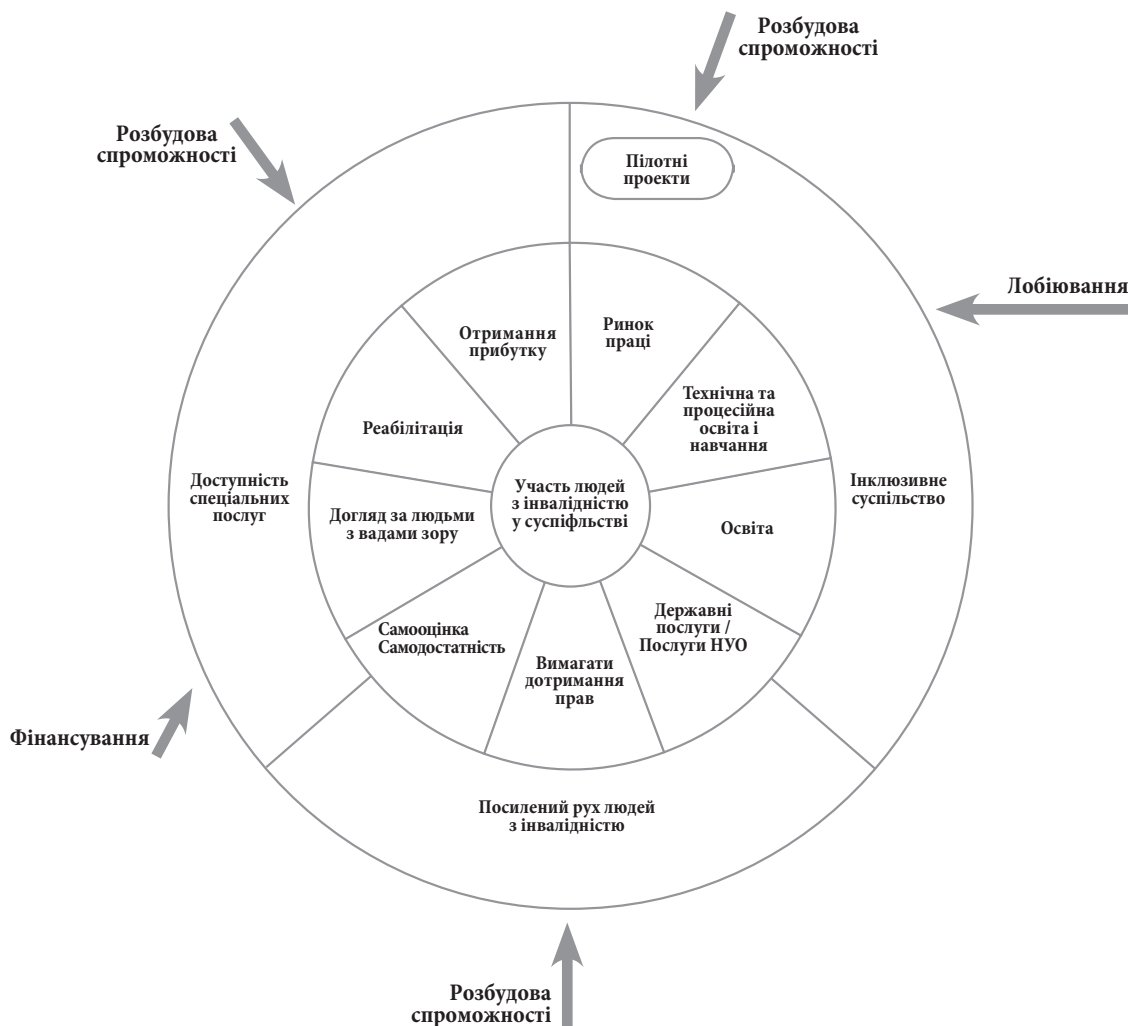 Розбудова
спроможності
Розбудова
спроможності
Пілотні
проекти
Лобіювання
Отримання
прибутку
Ринок
праці
Технічна та
процесійна
освіта і
навчання
Реабілітація
Доступність
спеціальних
послуг
Участь людей
з інвалідністю
у суспіфльстві
Інклюзивне
суспільство
Догляд за людьми
з вадами зору
Освіта
Державні
послуги /
Послуги НУО
Самооцінка
Самодостатність
Вимагати
дотримання
прав
Фінансування
Посилений рух людей
з інвалідністю
Розбудова
спроможності